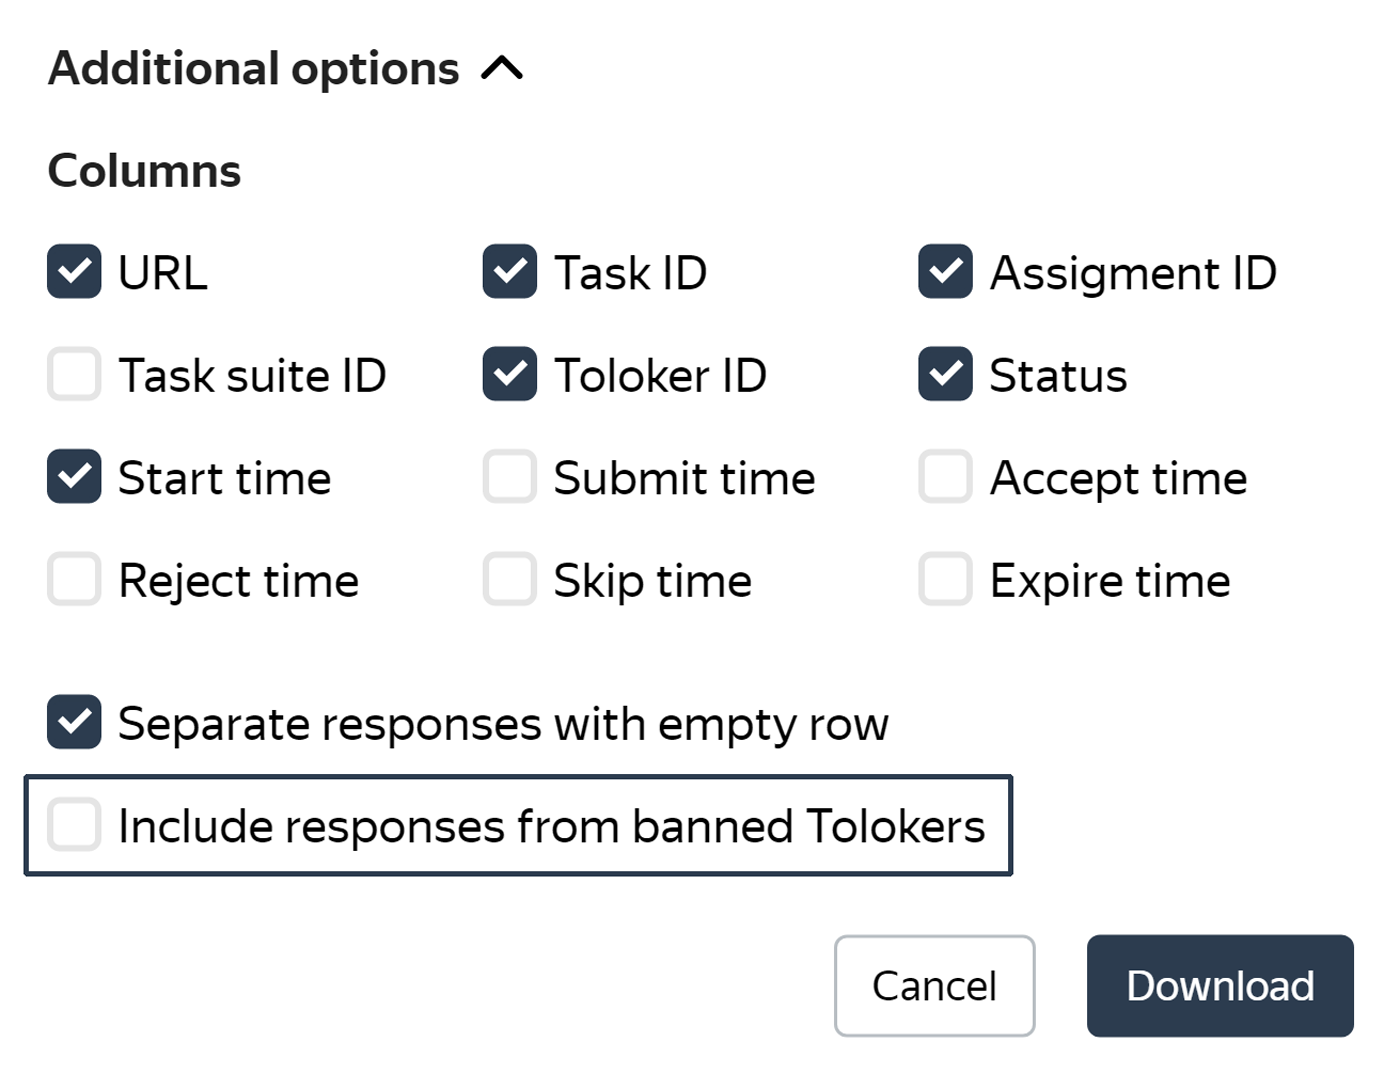 Additional options
Columns
URL Task ID Assigment ID
Task suite ID Toloker ID Status
Start time Submit time Accept time
Reject time Skip time Expire time
Separate responses with empty row
Include responses from banned Tolokers
Cancel Download